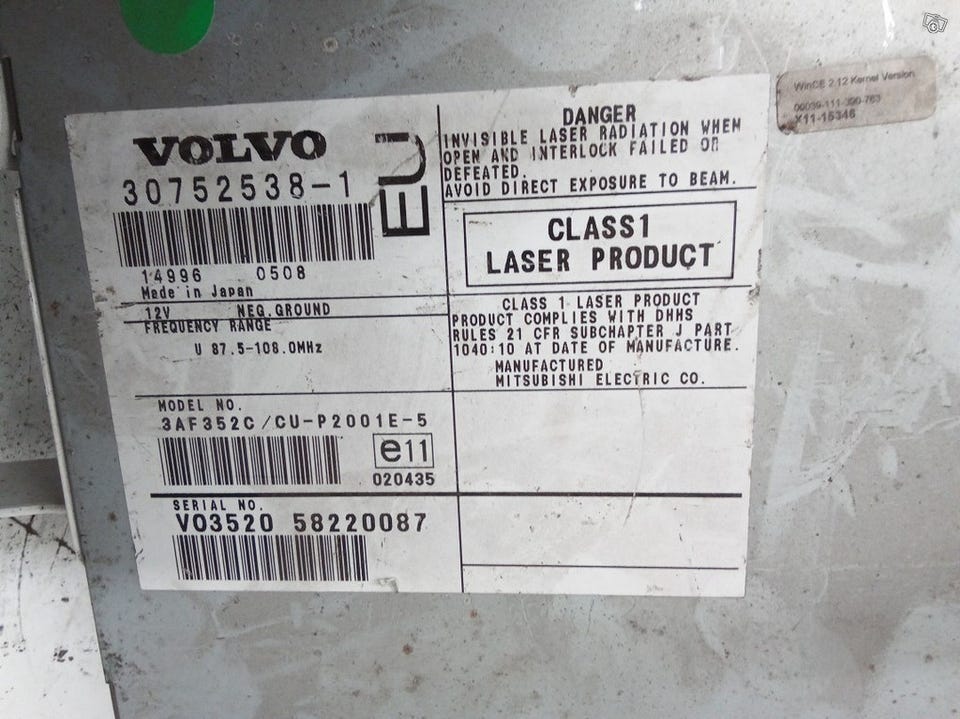 VOLVO
30752538-1
EU
14996 0508
Made in Japan
12V NEG.GROUND
FREQUENCY RANGE
U 87.5-108.0MHz
MODEL NO.
3AF352C/CU-P2001E-5
e11
020435
SERIAL NO.
V03520 58220087
DANGER
INVISIBLE LASER RADIATION WHEN
OPEN AND INTERLOCK FAILED OR
DEFEATED.
AVOID DIRECT EXPOSURE TO BEAM.
CLASS1
LASER PRODUCT
CLASS 1 LASER PRODUCT
PRODUCT COMPLIES WITH DHHS
RULES 21 CFR SUBCHAPTER J PART
1040:10 AT DATE OF MANUFACTURE.
MANUFACTURED
MITSUBISHI ELECTRIC CO.
WinCE 2.12 Kernel Version
X11-15346